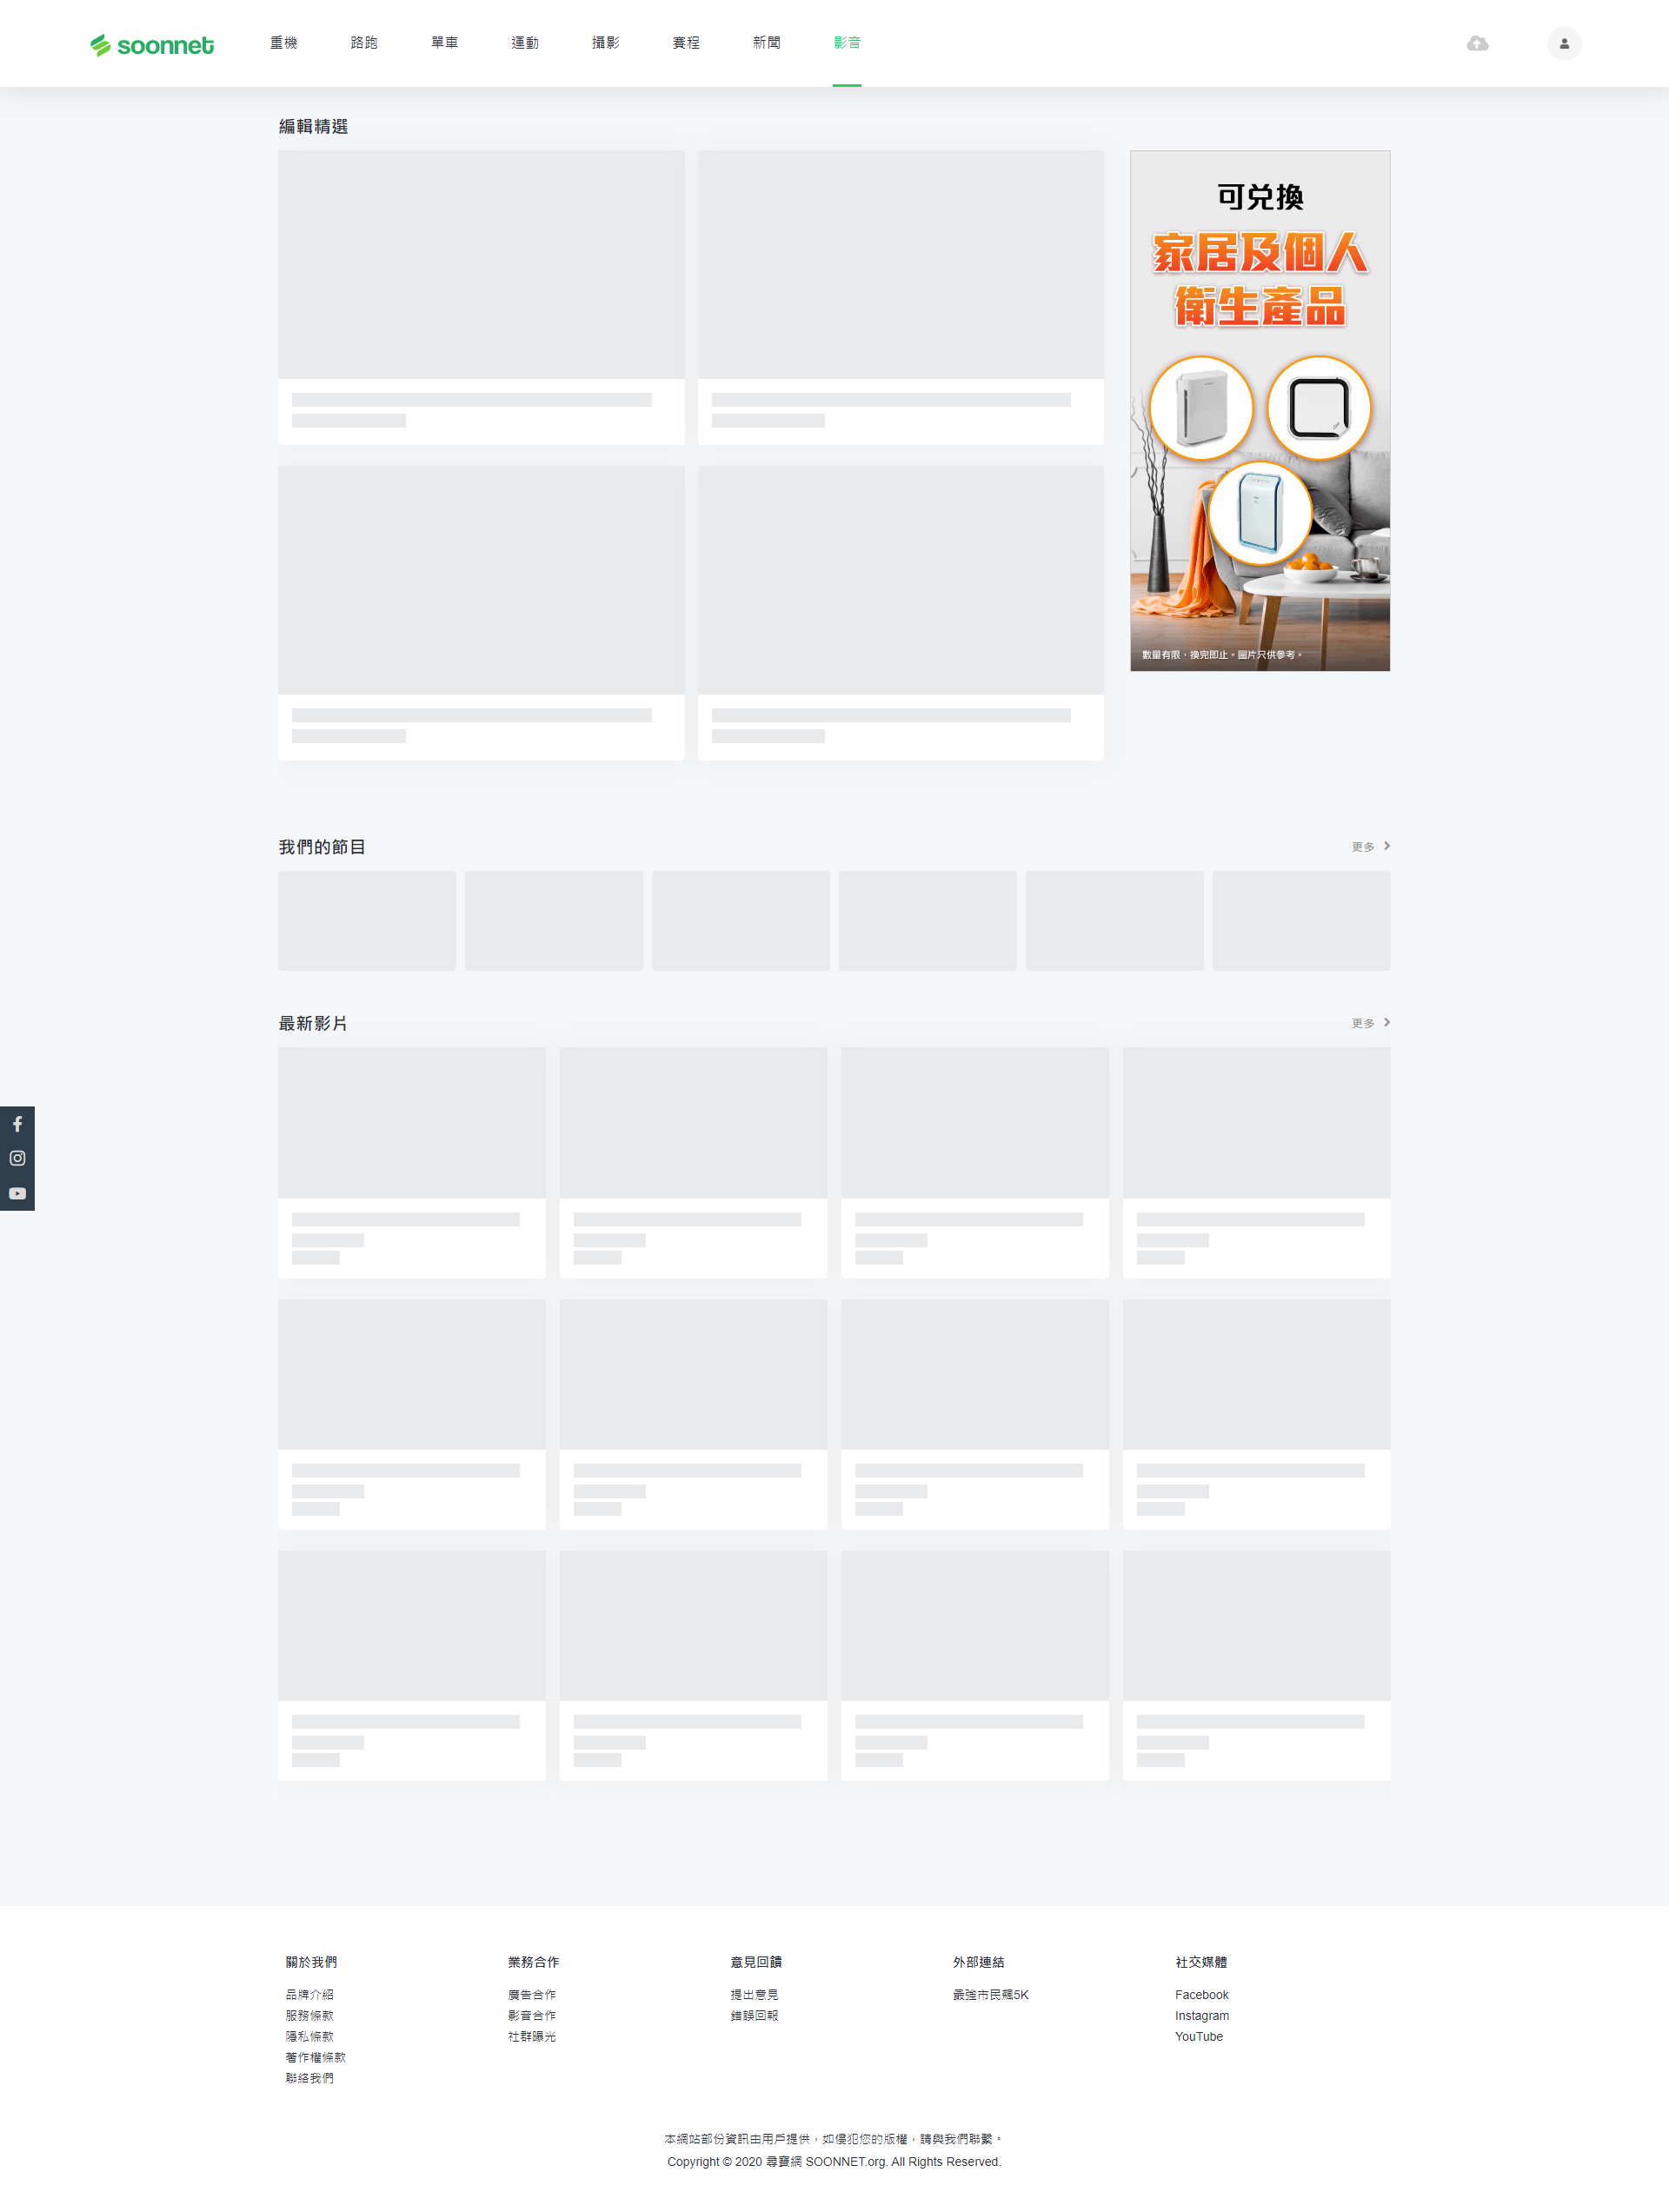 soonnet
重機
路跑
單車
運動
攝影
賽程
新聞
影音
編輯精選
可兌換
家居及個人
衛生產品
數量有限，換完即止。圖片只供參考。
我們的節目
更多
最新影片
更多
關於我們
品牌介紹
服務條款
隱私條款
著作權條款
聯絡我們
業務合作
廣告合作
影音合作
社群曝光
意見回饋
提出意見
錯誤回報
外部連結
最強市民飆5K
社交媒體
Facebook
Instagram
YouTube
本網站部份資訊由用戶提供，如侵犯您的版權，請與我們聯繫。
Copyright © 2020 尋寶網 SOONNET.org. All Rights Reserved.